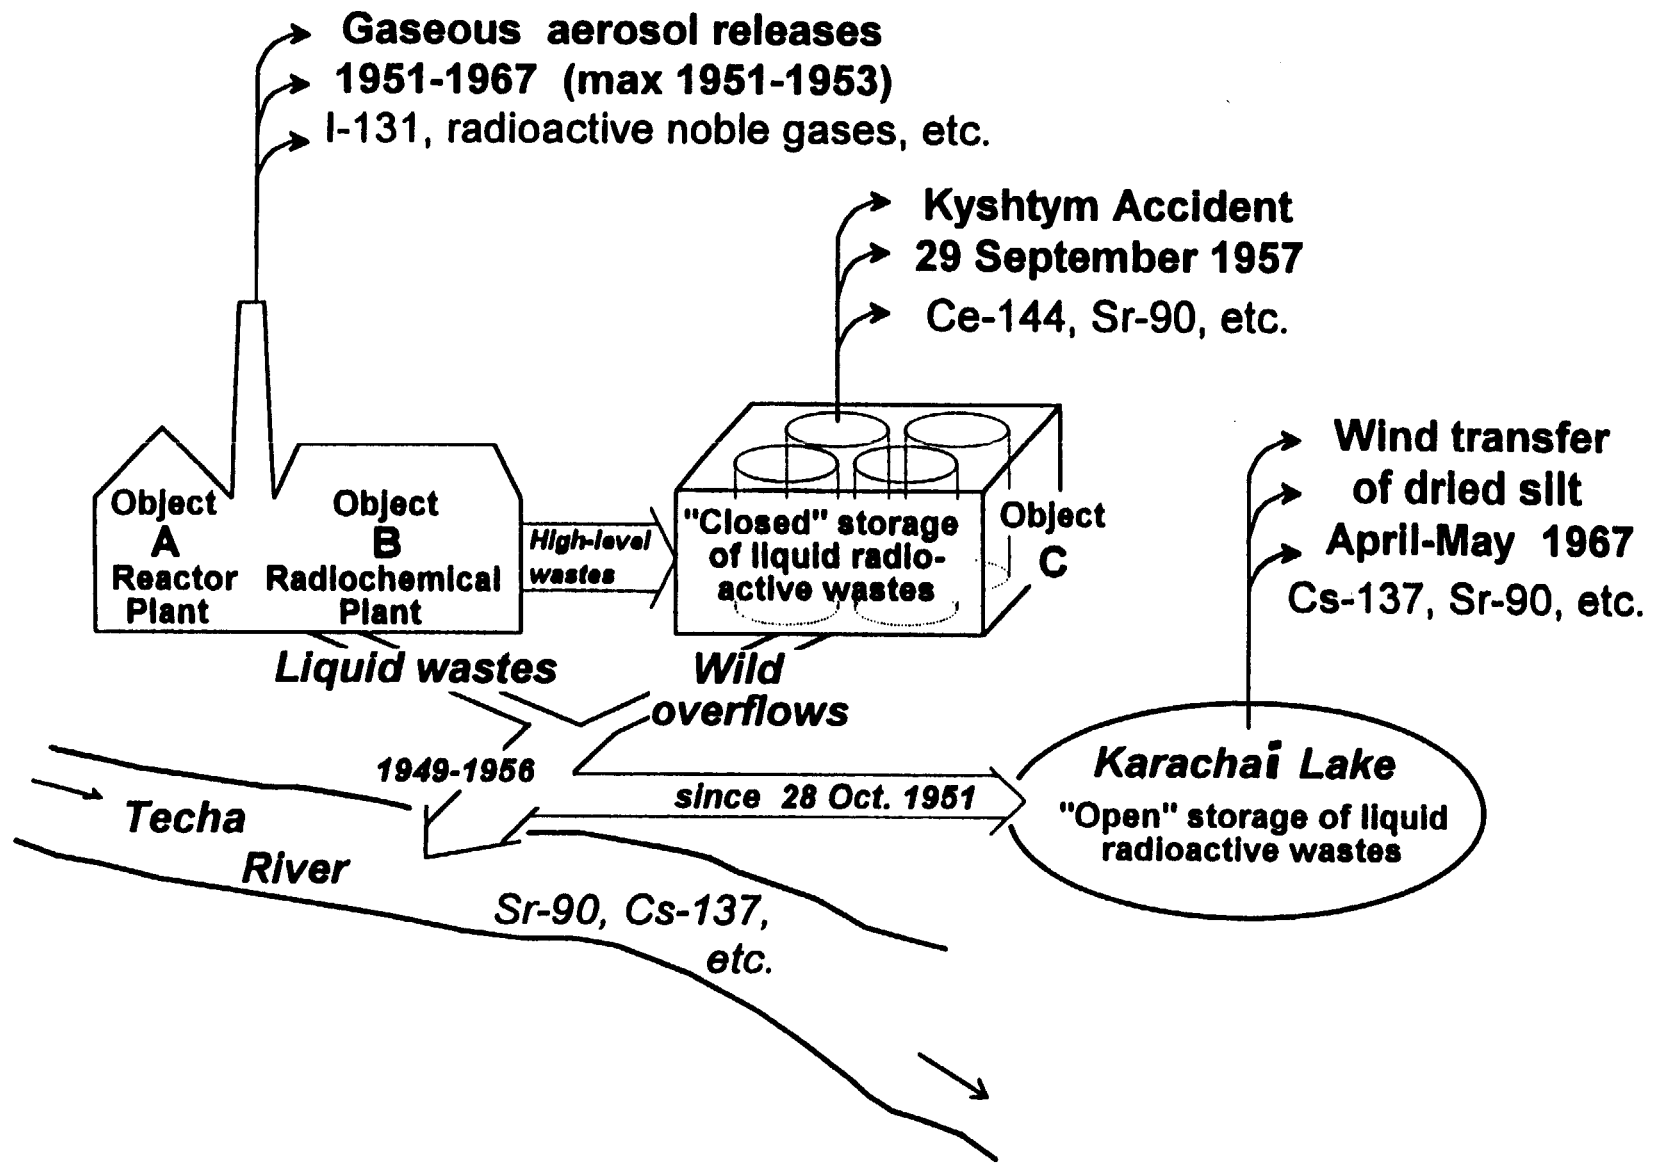 Gaseous aerosol releases
1951-1967 (max 1951-1953)
I-131, radioactive noble gases, etc.
Kyshtym Accident
29 September 1957
Ce-144, Sr-90, etc.
Wind transfer
of dried silt
April-May 1967
Cs-137, Sr-90, etc.
Object
A
Reactor
Plant
Object
B
Radiochemical
Plant
High-level
wastes
"Closed" storage
of liquid radio-
active wastes
Object
C
Liquid wastes
Wild
overflows
1949-1956
since 28 Oct. 1951
Karachai Lake
"Open" storage of liquid
radioactive wastes
Techa
River
Sr-90, Cs-137,
etc.